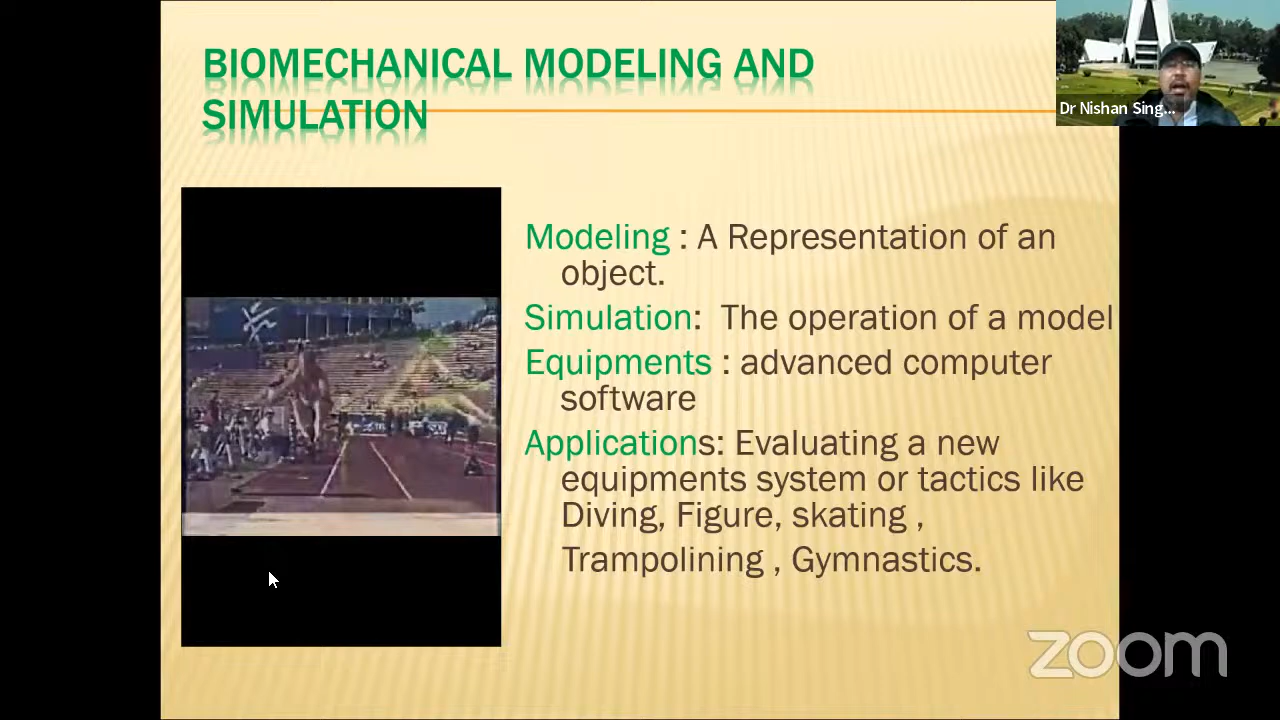 BIOMECHANICAL MODELING AND
SIMULATION
Dr Nishan Sing...
Modeling : A Representation of an
object.
Simulation: The operation of a model
Equipments : advanced computer
software
Applications: Evaluating a new
equipments system or tactics like
Diving, Figure, skating ,
Trampolining , Gymnastics.
zoom